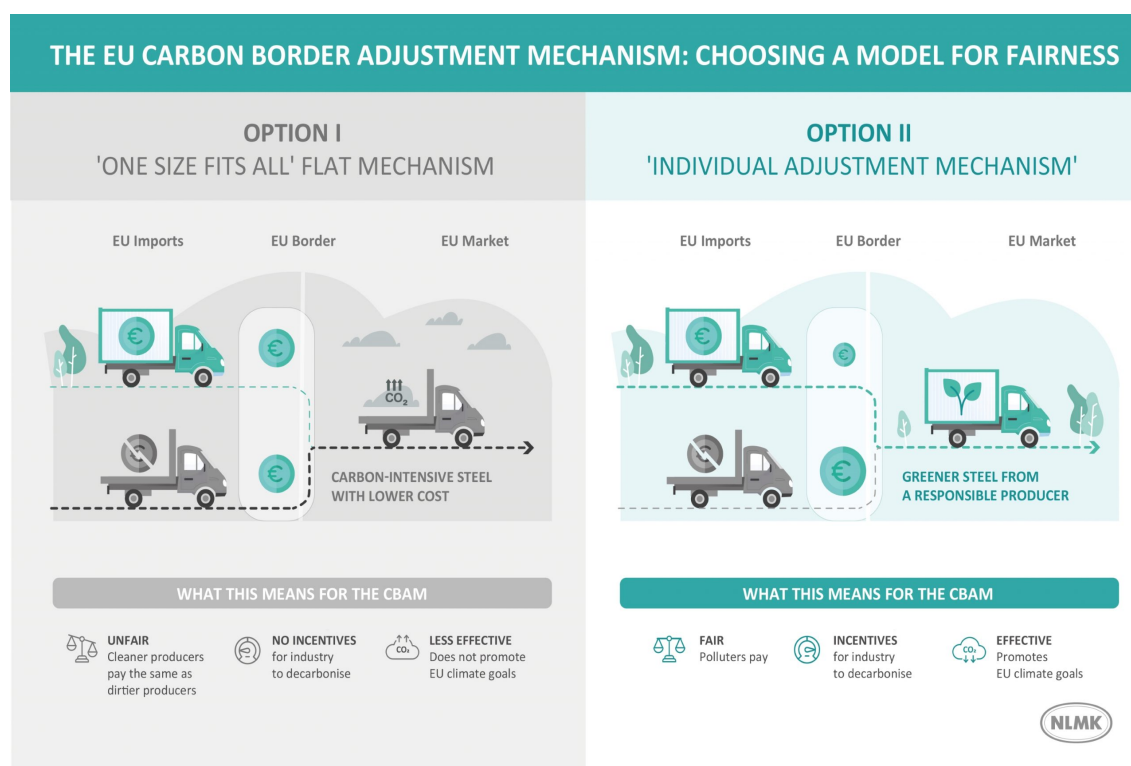 THE EU CARBON BORDER ADJUSTMENT MECHANISM: CHOOSING A MODEL FOR FAIRNESS
OPTION I
'ONE SIZE FITS ALL' FLAT MECHANISM
EU Imports
EU Border
EU Market
€
€
€
€
CO₂
CARBON-INTENSIVE STEEL
WITH LOWER COST
WHAT THIS MEANS FOR THE CBAM
UNFAIR
Cleaner producers
pay the same as
dirtier producers
NO INCENTIVES
for industry
to decarbonise
CO₂
LESS EFFECTIVE
Does not promote
EU climate goals
OPTION II
'INDIVIDUAL ADJUSTMENT MECHANISM'
EU Imports
EU Border
EU Market
€
€
€
€
GREENER STEEL FROM
A RESPONSIBLE PRODUCER
WHAT THIS MEANS FOR THE CBAM
FAIR
Polluters pay
INCENTIVES
for industry
to decarbonise
CO₂
EFFECTIVE
Promotes
EU climate goals
NLMK